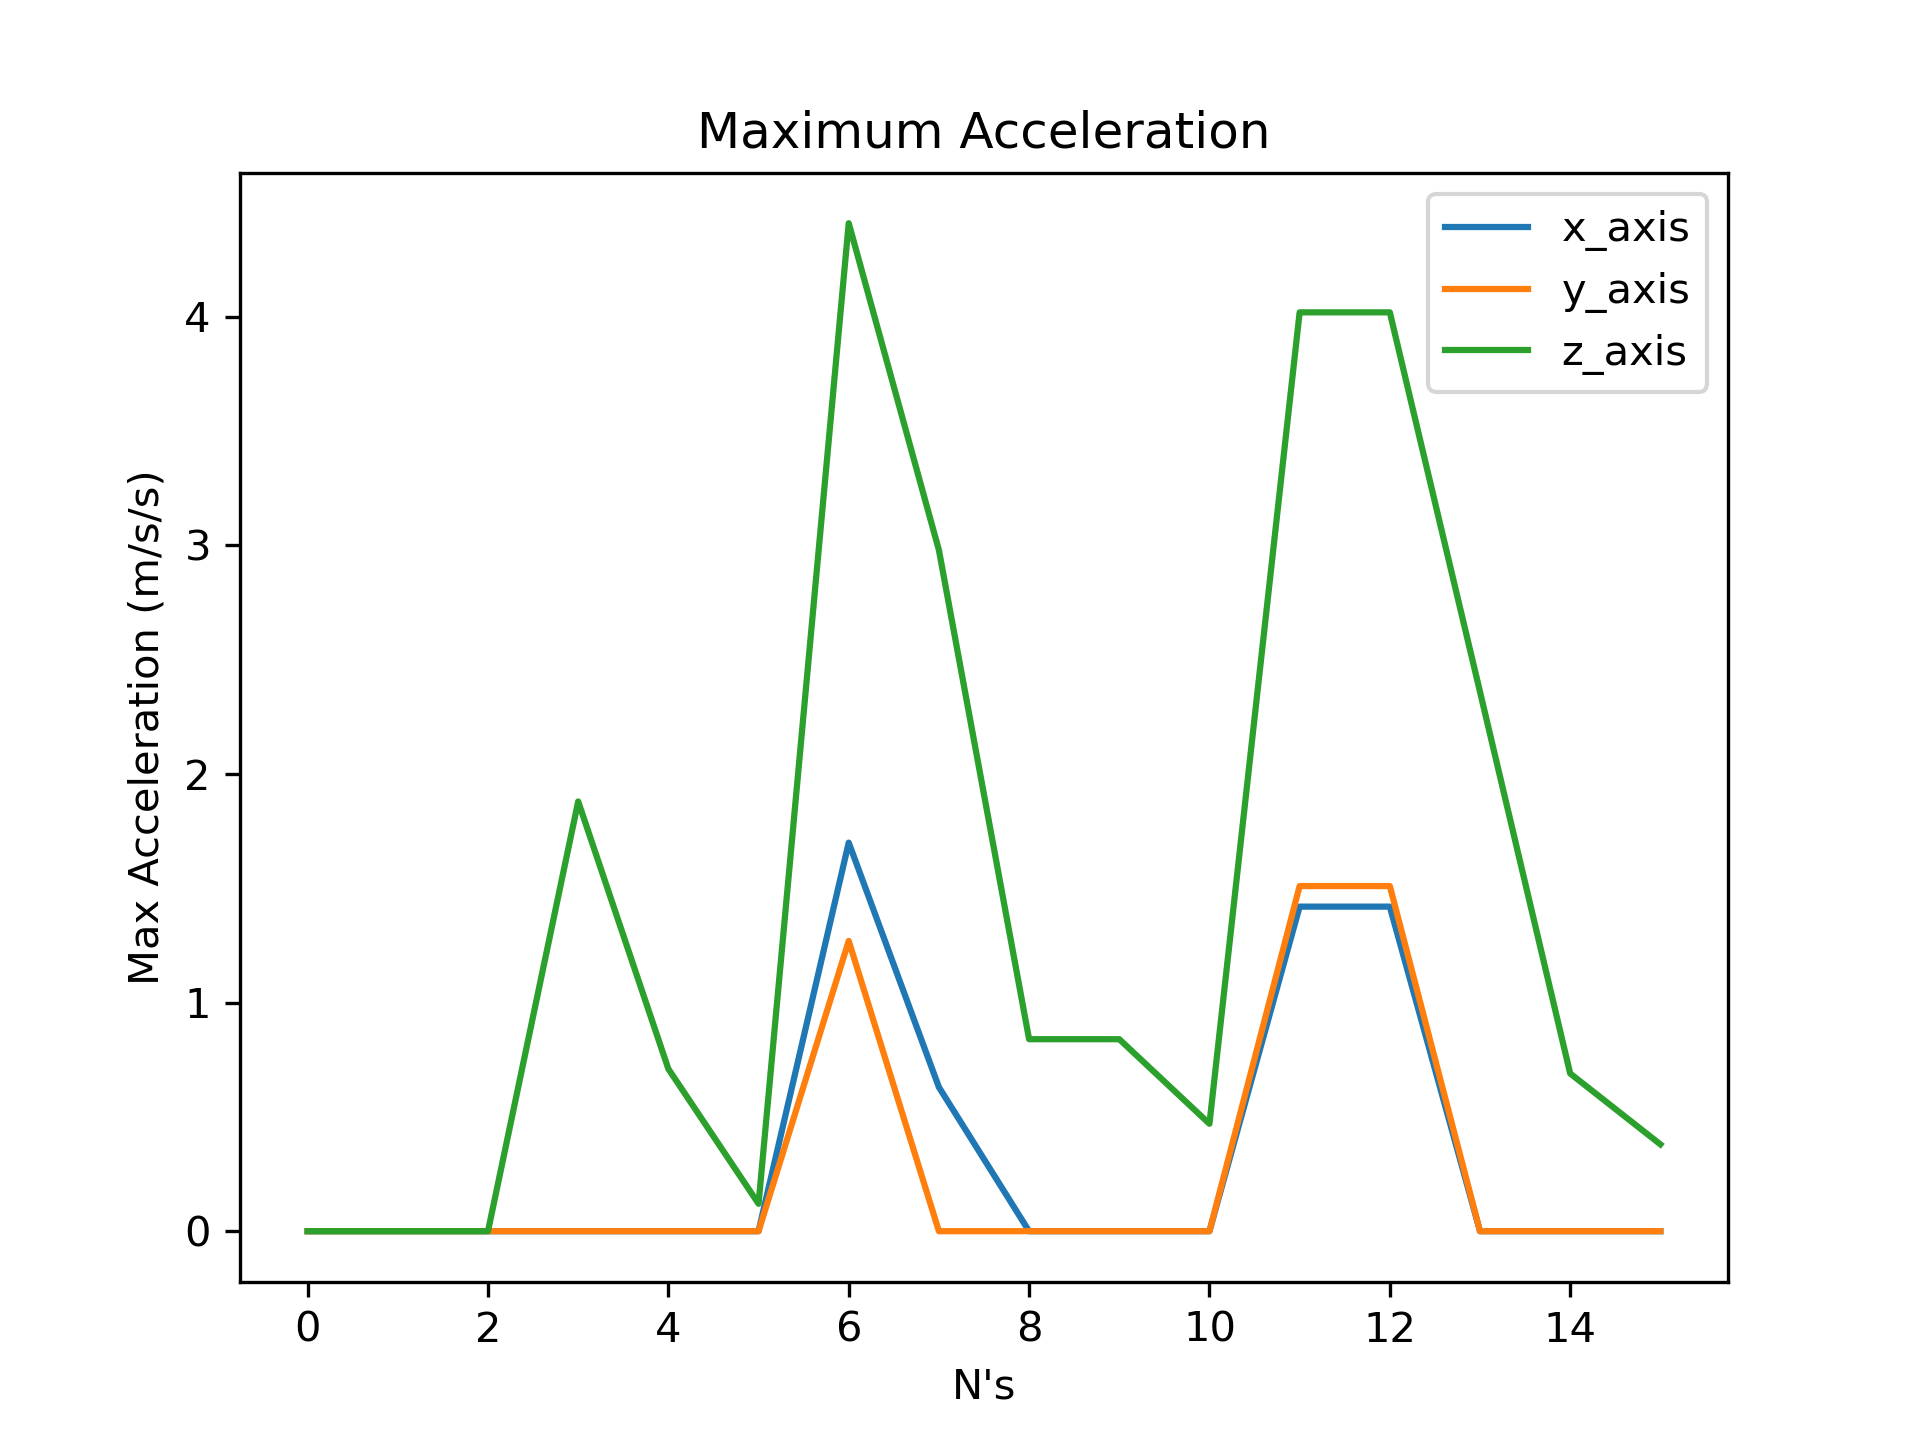 Maximum Acceleration
x_axis
y_axis
z_axis
Max Acceleration (m/s/s)
4
3
2
1
0
0 2 4 6 8 10 12 14
N's